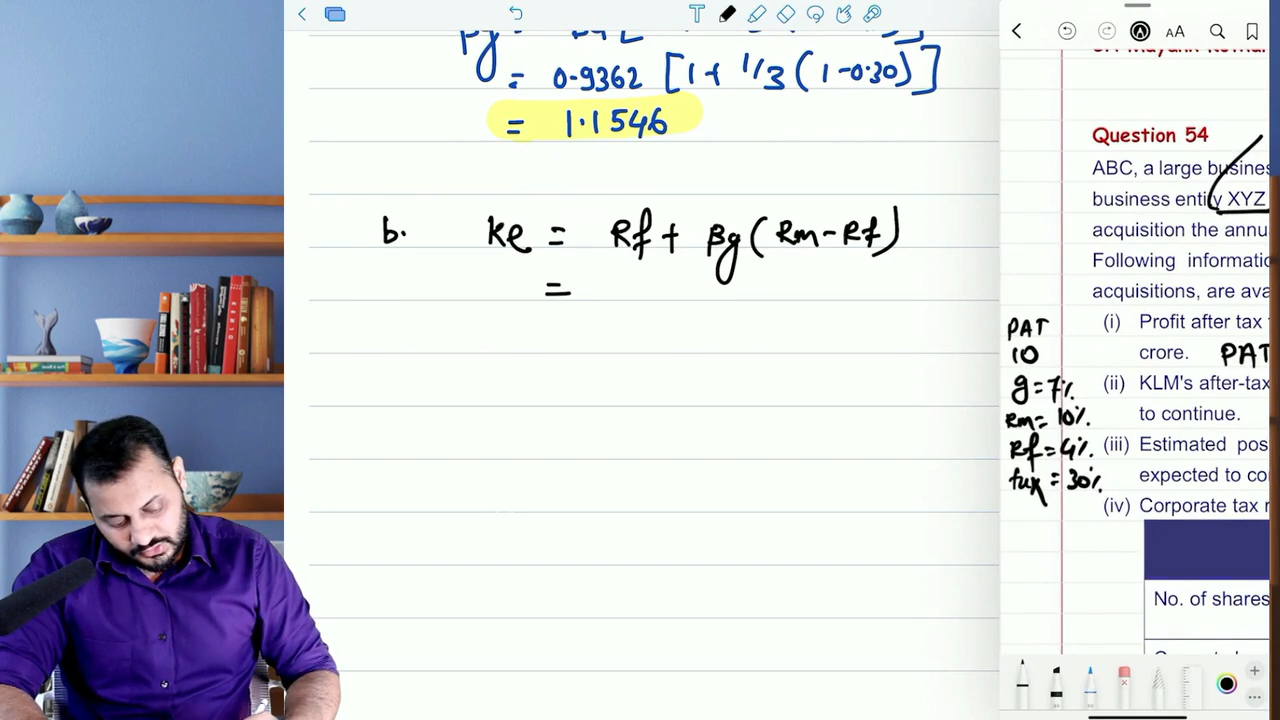 = 0.9362 [1 + 1/3 (1-0.30)]
= 1.1546
b. Ke = Rf + βg (Rm - Rf)
=
Question 54
ABC, a large busines
business entity XYZ
acquisition the annu
Following informati
acquisitions, are ava
(i) Profit after tax
crore. PAT
(ii) KLM's after-tax
to continue.
(iii) Estimated pos
expected to co
(iv) Corporate tax r
No. of shares
PAT
10
g = 7%.
Rm = 10%.
Rf = 4%.
tax = 30%.